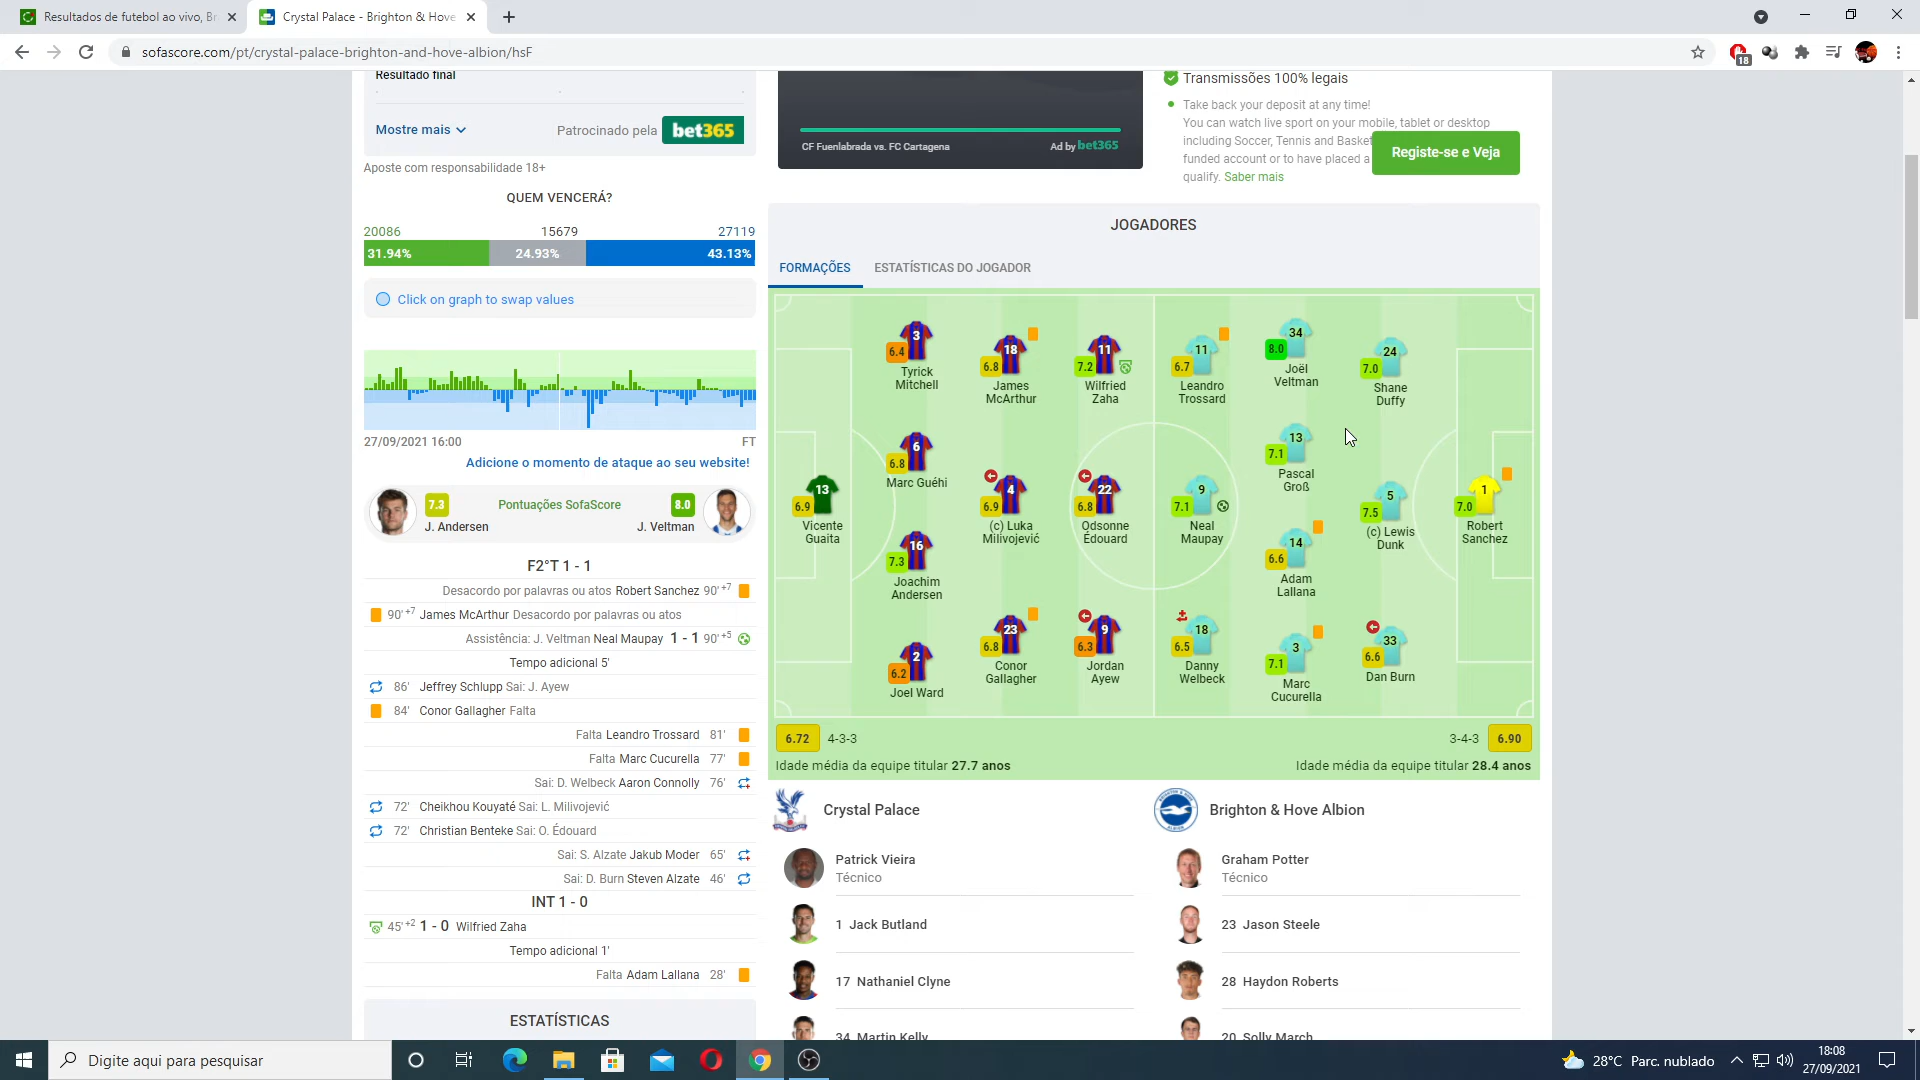 Resultados de futebol ao vivo, Br
Crystal Palace - Brighton & Hove
sofascore.com/pt/crystal-palace-brighton-and-hove-albion/hsF
18
Resultado final
Mostre mais
Patrocinado pela bet365
Aposte com responsabilidade 18+
QUEM VENCERÁ?
20086 15679 27119
31.94% 24.93% 43.13%
Click on graph to swap values
27/09/2021 16:00 FT
Adicione o momento de ataque ao seu website!
7.3 Pontuações SofaScore 8.0
J. Andersen J. Veltman
F2°T 1 - 1
Desacordo por palavras ou atos Robert Sanchez 90'+7
90'+7 James McArthur Desacordo por palavras ou atos
Assistência: J. Veltman Neal Maupay 1 - 1 90'+5
Tempo adicional 5'
86' Jeffrey Schlupp Sai: J. Ayew
84' Conor Gallagher Falta
Falta Leandro Trossard 81'
Falta Marc Cucurella 77'
Sai: D. Welbeck Aaron Connolly 76'
72' Cheikhou Kouyaté Sai: L. Milivojević
72' Christian Benteke Sai: O. Édouard
Sai: S. Alzate Jakub Moder 65'
Sai: D. Burn Steven Alzate 46'
INT 1 - 0
45'+2 1 - 0 Wilfried Zaha
Tempo adicional 1'
Falta Adam Lallana 28'
ESTATÍSTICAS
CF Fuenlabrada vs. FC Cartagena
Ad by bet365
Transmissões 100% legais
Take back your deposit at any time!
You can watch live sport on your mobile, tablet or desktop
including Soccer, Tennis and Basket
funded account or to have placed a
qualify. Saber mais
Registe-se e Veja
JOGADORES
FORMAÇÕES ESTATÍSTICAS DO JOGADOR
13
6.9
Vicente
Guaita
3
6.4
Tyrick
Mitchell
6
6.8
Marc Guéhi
16
7.3
Joachim
Andersen
2
6.2
Joel Ward
18
6.8
James
McArthur
4
6.9
(c) Luka
Milivojević
23
6.8
Conor
Gallagher
11
7.2
Wilfried
Zaha
22
6.8
Odsonne
Édouard
9
6.3
Jordan
Ayew
11
6.7
Leandro
Trossard
9
7.1
Neal
Maupay
18
6.5
Danny
Welbeck
34
8.0
Joël
Veltman
13
7.1
Pascal
Groß
14
6.6
Adam
Lallana
3
7.1
Marc
Cucurella
24
7.0
Shane
Duffy
5
7.5
(c) Lewis
Dunk
33
6.6
Dan Burn
1
7.0
Robert
Sanchez
6.72 4-3-3 3-4-3 6.90
Idade média da equipe titular 27.7 anos Idade média da equipe titular 28.4 anos
Crystal Palace
Patrick Vieira
Técnico
1 Jack Butland
17 Nathaniel Clyne
34 Martin Kelly
Brighton & Hove Albion
Graham Potter
Técnico
23 Jason Steele
28 Haydon Roberts
20 Solly March
Digite aqui para pesquisar
28°C Parc. nublado
18:08
27/09/2021